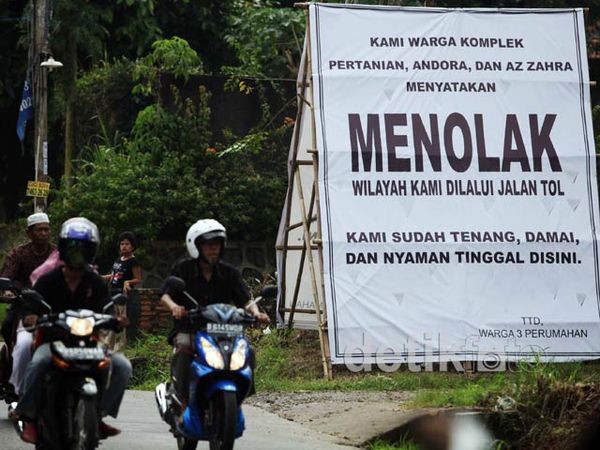 KAMI WARGA KOMPLEK
PERTANIAN, ANDORA, DAN AZ ZAHRA
MENYATAKAN
MENOLAK
WILAYAH KAMI DILALUI JALAN TOL
KAMI SUDAH TENANG, DAMAI,
DAN NYAMAN TINGGAL DISINI.
TTD,
WARGA 3 PERUMAHAN
detikfoto